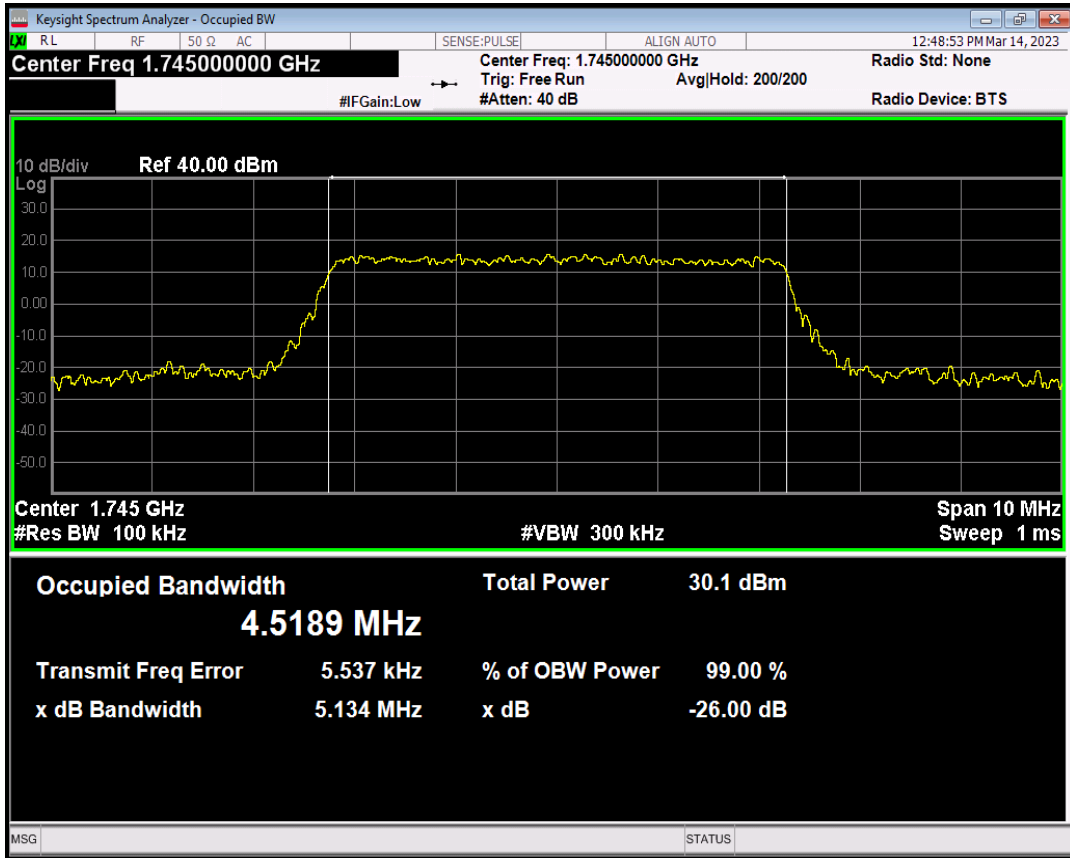 Keysight Spectrum Analyzer - Occupied BW
LXI RL RF 50 Ω AC SENSE:PULSE ALIGN AUTO 12:48:53 PM Mar 14, 2023
Center Freq 1.745000000 GHz Center Freq: 1.745000000 GHz Radio Std: None
Trig: Free Run Avg|Hold: 200/200
#IFGain:Low #Atten: 40 dB Radio Device: BTS
10 dB/div Ref 40.00 dBm
Log
30.0
20.0
10.0
0.00
-10.0
-20.0
-30.0
-40.0
-50.0
Center 1.745 GHz Span 10 MHz
#Res BW 100 kHz #VBW 300 kHz Sweep 1 ms
Occupied Bandwidth Total Power 30.1 dBm
4.5189 MHz
Transmit Freq Error 5.537 kHz % of OBW Power 99.00 %
x dB Bandwidth 5.134 MHz x dB -26.00 dB
MSG STATUS